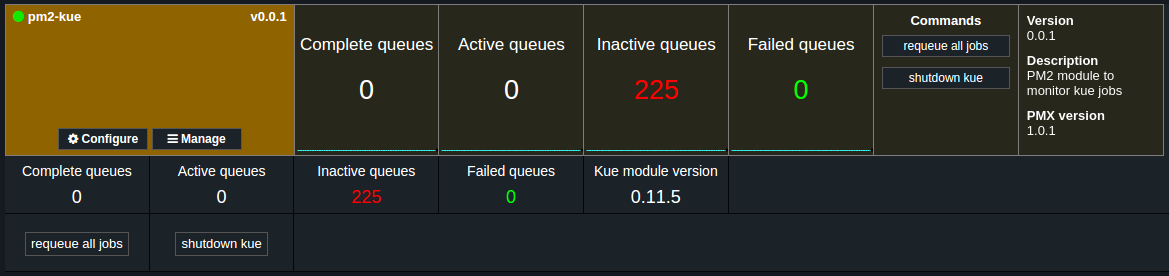 pm2-kue v0.0.1
Configure Manage
Complete queues
0
Active queues
0
Inactive queues
225
Failed queues
0
Commands
requeue all jobs
shutdown kue
Version
0.0.1
Description
PM2 module to
monitor kue jobs
PMX version
1.0.1
Complete queues
0
Active queues
0
Inactive queues
225
Failed queues
0
Kue module version
0.11.5
requeue all jobs
shutdown kue